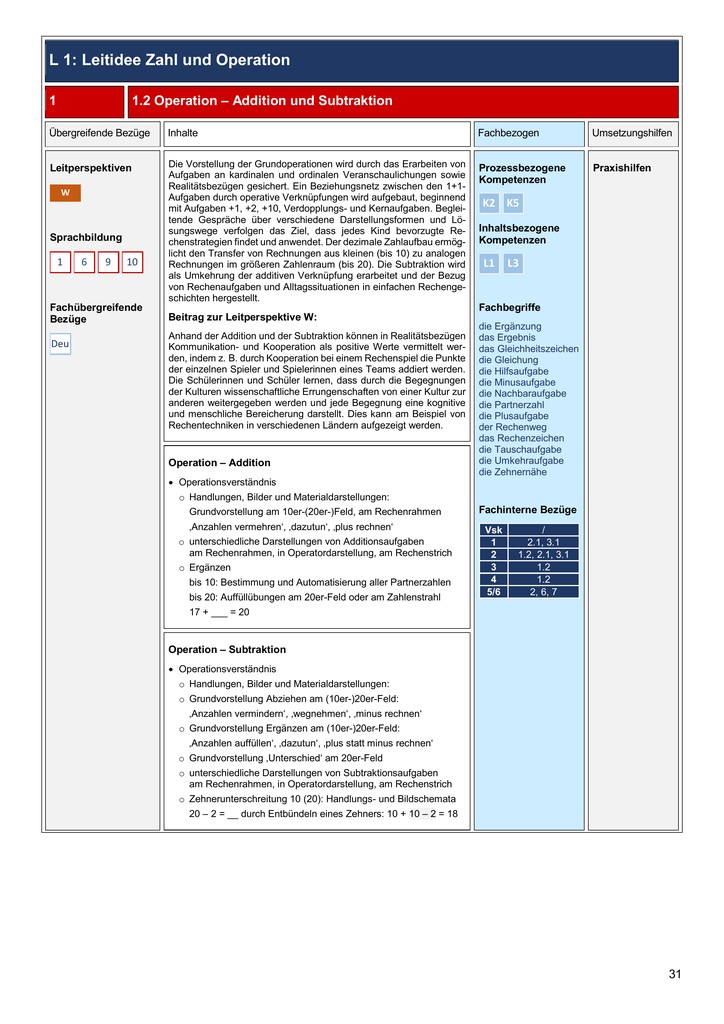 L 1: Leitidee Zahl und Operation
1
1.2 Operation – Addition und Subtraktion
Übergreifende Bezüge
Inhalte
Fachbezogen
Umsetzungshilfen
Leitperspektiven
W
Sprachbildung
1 6 9 10
Fachübergreifende
Bezüge
Deu
Die Vorstellung der Grundoperationen wird durch das Erarbeiten von
Aufgaben an kardinalen und ordinalen Veranschaulichungen sowie
Realitätsbezügen gesichert. Ein Beziehungsnetz zwischen den 1+1-
Aufgaben durch operative Verknüpfungen wird aufgebaut, beginnend
mit Aufgaben +1, +2, +10, Verdopplungs- und Kernaufgaben. Beglei-
tende Gespräche über verschiedene Darstellungsformen und Lö-
sungswege verfolgen das Ziel, dass jedes Kind bevorzugte Re-
chenstrategien findet und anwendet. Der dezimale Zahlaufbau ermög-
licht den Transfer von Rechnungen aus kleinen (bis 10) zu analogen
Rechnungen im größeren Zahlenraum (bis 20). Die Subtraktion wird
als Umkehrung der additiven Verknüpfung erarbeitet und der Bezug
von Rechenaufgaben und Alltagssituationen in einfachen Rechenge-
schichten hergestellt.
Beitrag zur Leitperspektive W:
Anhand der Addition und der Subtraktion können in Realitätsbezügen
Kommunikation- und Kooperation als positive Werte vermittelt wer-
den, indem z. B. durch Kooperation bei einem Rechenspiel die Punkte
der einzelnen Spieler und Spielerinnen eines Teams addiert werden.
Die Schülerinnen und Schüler lernen, dass durch die Begegnungen
der Kulturen wissenschaftliche Errungenschaften von einer Kultur zur
anderen weitergegeben werden und jede Begegnung eine kognitive
und menschliche Bereicherung darstellt. Dies kann am Beispiel von
Rechentechniken in verschiedenen Ländern aufgezeigt werden.
Operation – Addition
• Operationsverständnis
o Handlungen, Bilder und Materialdarstellungen:
Grundvorstellung am 10er-(20er-)Feld, am Rechenrahmen
‚Anzahlen vermehren‘, ‚dazutun‘, ‚plus rechnen‘
o unterschiedliche Darstellungen von Additionsaufgaben
am Rechenrahmen, in Operatordarstellung, am Rechenstrich
o Ergänzen
bis 10: Bestimmung und Automatisierung aller Partnerzahlen
bis 20: Auffüllübungen am 20er-Feld oder am Zahlenstrahl
17 + ___ = 20
Operation – Subtraktion
• Operationsverständnis
o Handlungen, Bilder und Materialdarstellungen:
o Grundvorstellung Abziehen am (10er-)20er-Feld:
‚Anzahlen vermindern‘, ‚wegnehmen‘, ‚minus rechnen‘
o Grundvorstellung Ergänzen am (10er-)20er-Feld:
‚Anzahlen auffüllen‘, ‚dazutun‘, ‚plus statt minus rechnen‘
o Grundvorstellung ‚Unterschied‘ am 20er-Feld
o unterschiedliche Darstellungen von Subtraktionsaufgaben
am Rechenrahmen, in Operatordarstellung, am Rechenstrich
o Zehnerunterschreitung 10 (20): Handlungs- und Bildschemata
20 – 2 = __ durch Entbündeln eines Zehners: 10 + 10 – 2 = 18
Prozessbezogene
Kompetenzen
K2 K5
Inhaltsbezogene
Kompetenzen
L1 L3
Fachbegriffe
die Ergänzung
das Ergebnis
das Gleichheitszeichen
die Gleichung
die Hilfsaufgabe
die Minusaufgabe
die Nachbaraufgabe
die Partnerzahl
die Plusaufgabe
der Rechenweg
das Rechenzeichen
die Tauschaufgabe
die Umkehraufgabe
die Zehnernähe
Fachinterne Bezüge
Vsk /
1 2.1, 3.1
2 1.2, 2.1, 3.1
3 1.2
4 1.2
5/6 2, 6, 7
Praxishilfen
31